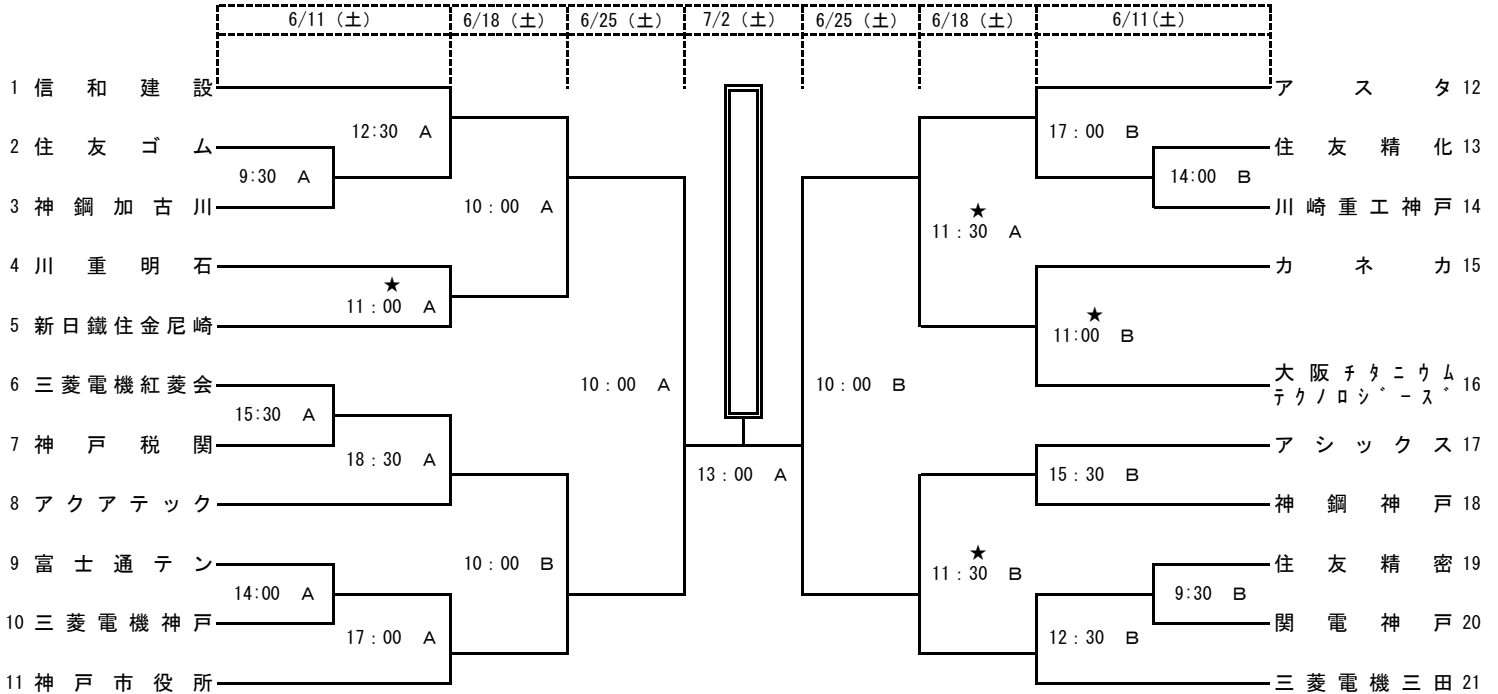 6/11（土） 6/18（土） 6/25（土） 7/2（土） 6/25（土） 6/18（土） 6/11(土)
1 信和建設
アスタ 12
12:30 A
17：00 B
2 住友ゴム
住友精化 13
9:30 A
14:00 B
3 神鋼加古川
10：00 A
★
11：30 A
川崎重工神戸 14
4 川重明石
カネカ 15
★
11：00 A
★
11:00 B
5 新日鐵住金尼崎
6 三菱電機紅菱会
10：00 A
10：00 B
大阪チタニウム
テクノロジーズ 16
15:30 A
7 神戸税関
アシックス 17
18：30 A
13：00 A
15：30 B
8 アクアテック
神鋼神戸 18
9 富士通テン
10：00 B
★
11：30 B
住友精密 19
14:00 A
9:30 B
10 三菱電機神戸
関電神戸 20
17：00 A
12：30 B
11 神戸市役所
三菱電機三田 21